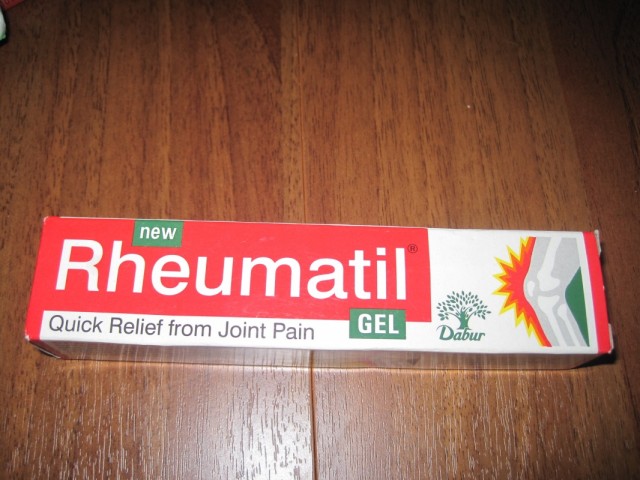 new
Rheumatil®
GEL
Quick Relief from Joint Pain
Dabur